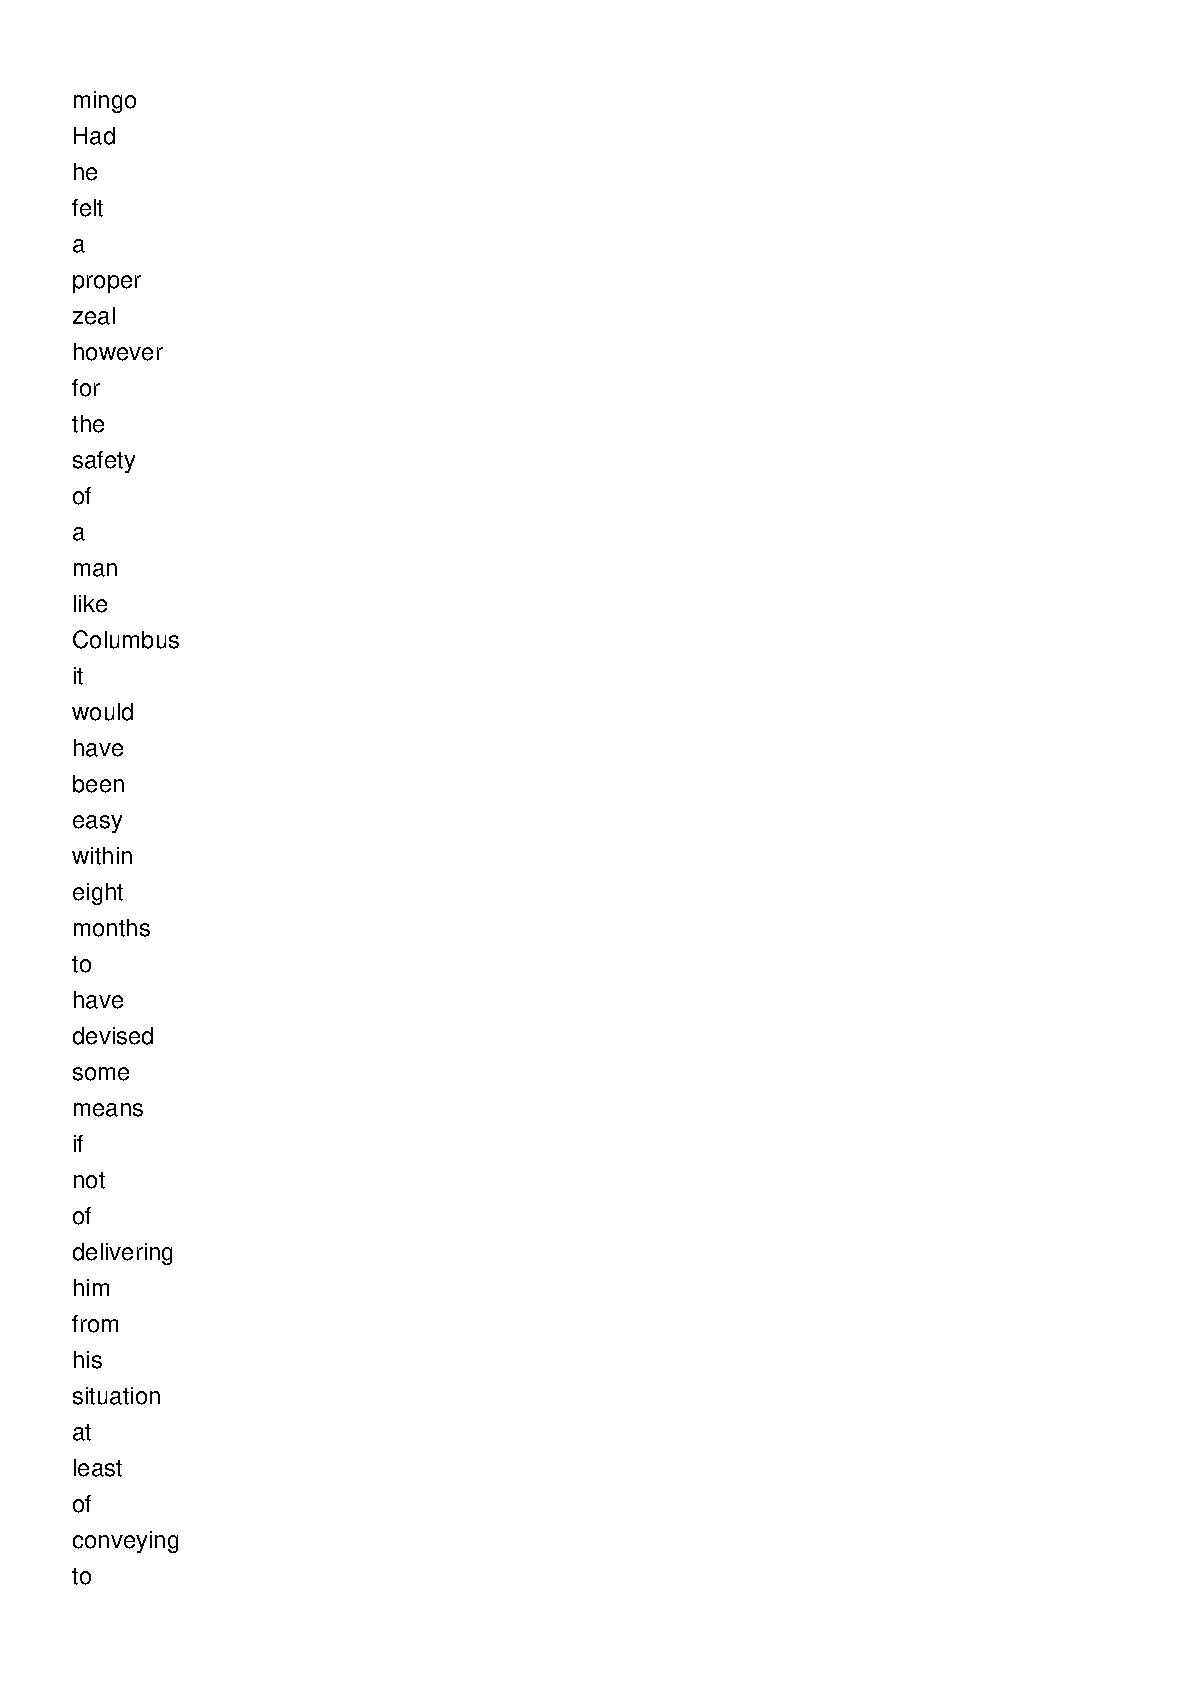 mingo
Had
he
felt
a
proper
zeal
however
for
the
safety
of
a
man
like
Columbus
it
would
have
been
easy
within
eight
months
to
have
devised
some
means
if
not
of
delivering
him
from
his
situation
at
least
of
conveying
to